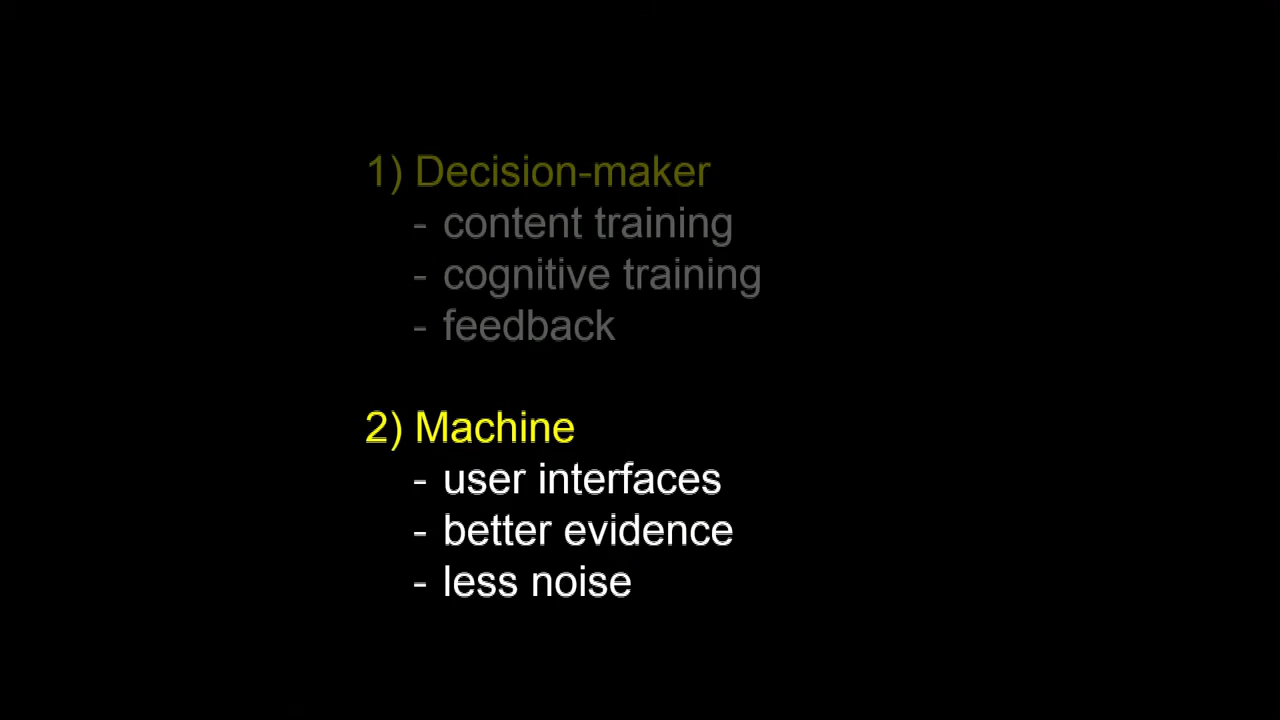 1) Decision-maker
- content training
- cognitive training
- feedback
2) Machine
- user interfaces
- better evidence
- less noise